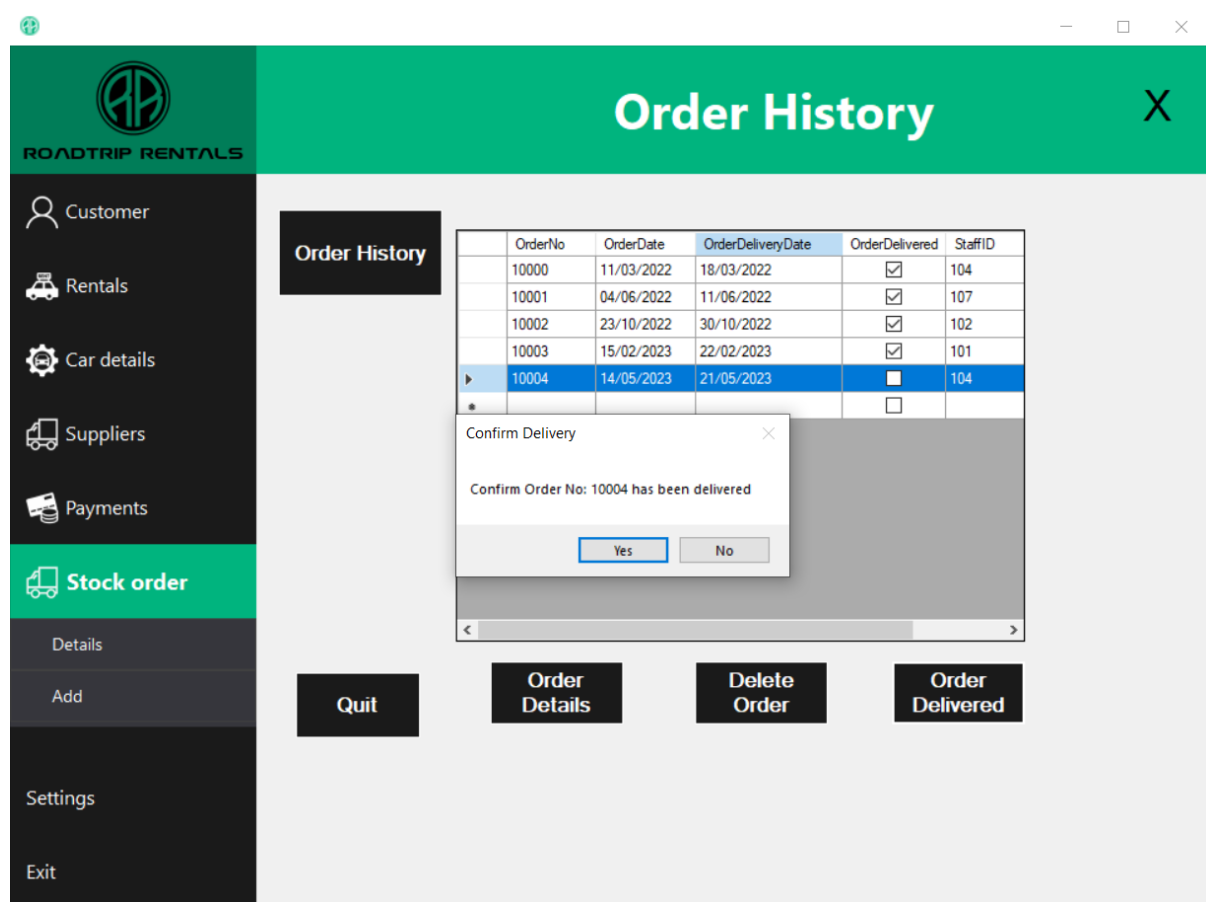 ROADTRIP RENTALS
Order History
X
Customer
Rentals
Car details
Suppliers
Payments
Stock order
Details
Add
Settings
Exit
Order History
OrderNo OrderDate OrderDeliveryDate OrderDelivered StaffID
10000 11/03/2022 18/03/2022 104
10001 04/06/2022 11/06/2022 107
10002 23/10/2022 30/10/2022 102
10003 15/02/2023 22/02/2023 101
10004 14/05/2023 21/05/2023 104
Confirm Delivery
Confirm Order No: 10004 has been delivered
Yes No
Quit
Order
Details
Delete
Order
Order
Delivered